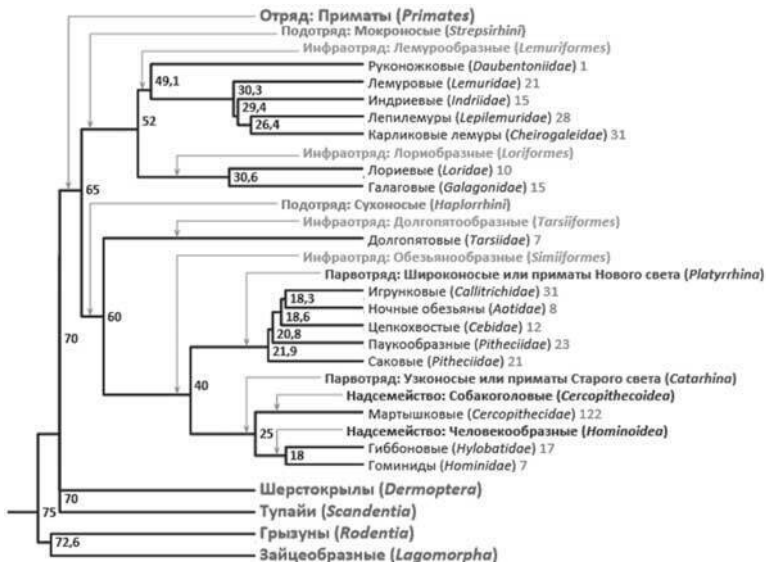 Отряд: Приматы (Primates)
Подотряд: Мокроносые (Strepsirhini)
Инфраотряд: Лемурообразные (Lemuriformes)
49,1
Руконожковые (Daubentoniidae) 1
30,3
Лемуровые (Lemuridae) 21
29,4
Индриевые (Indriidae) 15
52
26,4
Лепилемуры (Lepilemuridae) 28
Карликовые лемуры (Cheirogaleidae) 31
Инфраотряд: Лориобразные (Loriformes)
30,6
Лориевые (Loridae) 10
65
Галаговые (Galagonidae) 15
Подотряд: Сухоносые (Haplorrhini)
Инфраотряд: Долгопятообразные (Tarsiiformes)
Долгопятовые (Tarsiidae) 7
Инфраотряд: Обезьянообразные (Simiiformes)
Парвотряд: Широконосые или приматы Нового света (Platyrrhina)
18,3
Игрунковые (Callitrichidae) 31
60
18,6
Ночные обезьяны (Aotidae) 8
20,8
Цепкохвостые (Cebidae) 12
70
21,9
Паукообразные (Pitheciidae) 23
Саковые (Pitheciidae) 21
Парвотряд: Узконосые или приматы Старого света (Catarhina)
40
Надсемейство: Собакоголовые (Cercopithecoidea)
Мартышковые (Cercopithecidae) 122
25
Надсемейство: Человекообразные (Hominoidea)
18
Гиббоновые (Hylobatidae) 17
Гоминиды (Hominidae) 7
70
Шерстокрылы (Dermoptera)
75
Тупайи (Scandentia)
72,6
Грызуны (Rodentia)
Зайцеобразные (Lagomorpha)